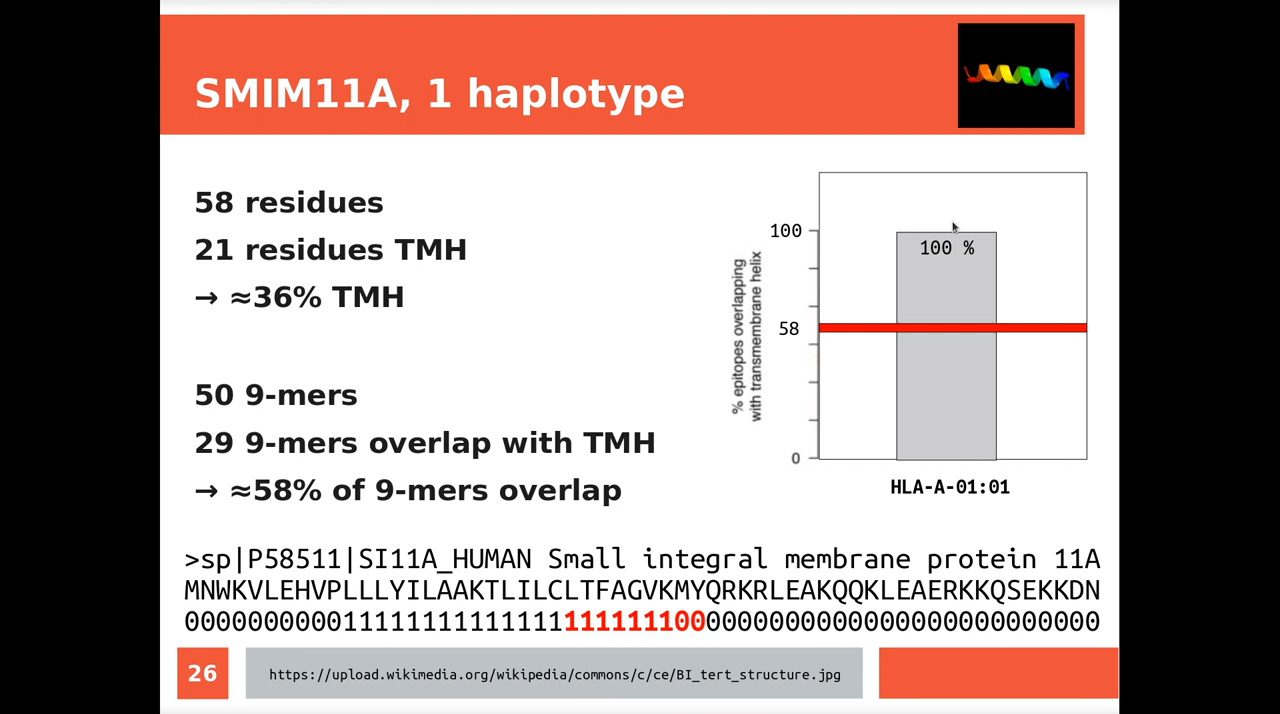 SMIM11A, 1 haplotype
58 residues
21 residues TMH
→ ≈36% TMH
50 9-mers
29 9-mers overlap with TMH
→ ≈58% of 9-mers overlap
% epitopes overlapping
with transmembrane helix
100
58
0
100 %
HLA-A-01:01
>sp|P58511|SI11A_HUMAN Small integral membrane protein 11A
MNWKVLEHVPLLLYILAAKTLILCLTFAGVKMYQRKRLEAKQQKLEAERKKQSEKKDN
0000000000111111111111111111111000000000000000000000000000
26
https://upload.wikimedia.org/wikipedia/commons/c/ce/BI_tert_structure.jpg